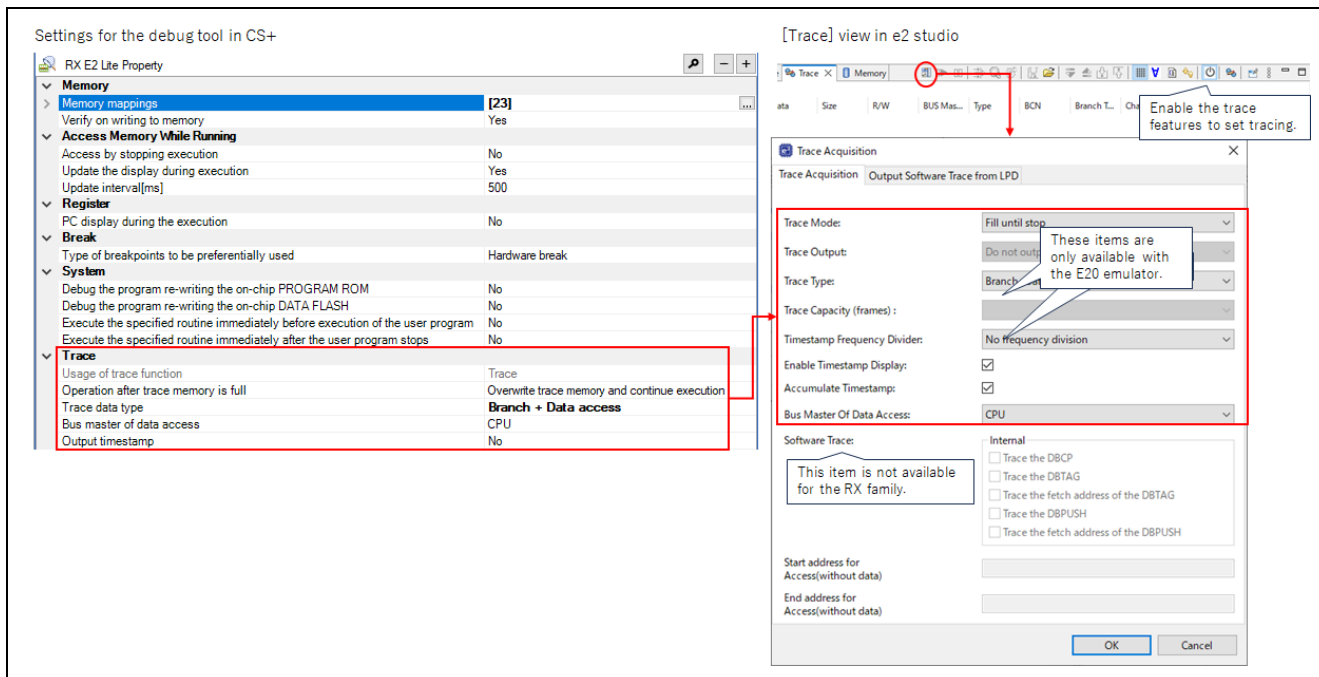 Settings for the debug tool in CS+
RX E2 Lite Property
Memory
Memory mappings [23] ...
Verify on writing to memory Yes
Access Memory While Running
Access by stopping execution No
Update the display during execution Yes
Update interval[ms] 500
Register
PC display during the execution No
Break
Type of breakpoints to be preferentially used Hardware break
System
Debug the program re-writing the on-chip PROGRAM ROM No
Debug the program re-writing the on-chip DATA FLASH No
Execute the specified routine immediately before execution of the user program No
Execute the specified routine immediately after the user program stops No
Trace
Usage of trace function Trace
Operation after trace memory is full Overwrite trace memory and continue execution
Trace data type Branch + Data access
Bus master of data access CPU
Output timestamp No
[Trace] view in e2 studio
Trace Memory
ata Size R/W BUS Mas... Type BCN Branch T...
Enable the trace
features to set tracing.
Trace Acquisition
Trace Acquisition Output Software Trace from LPD
Trace Mode: Fill until stop
Trace Output: Do not
Trace Type: Branch
Trace Capacity (frames) :
Timestamp Frequency Divider: No frequency division
Enable Timestamp Display:
Accumulate Timestamp:
Bus Master Of Data Access: CPU
These items are
only available with
the E20 emulator.
Software Trace: Internal
Trace the DBCP
Trace the DBTAG
Trace the fetch address of the DBTAG
Trace the DBPUSH
Trace the fetch address of the DBPUSH
This item is not available
for the RX family.
Start address for
Access(without data)
End address for
Access(without data)
OK Cancel